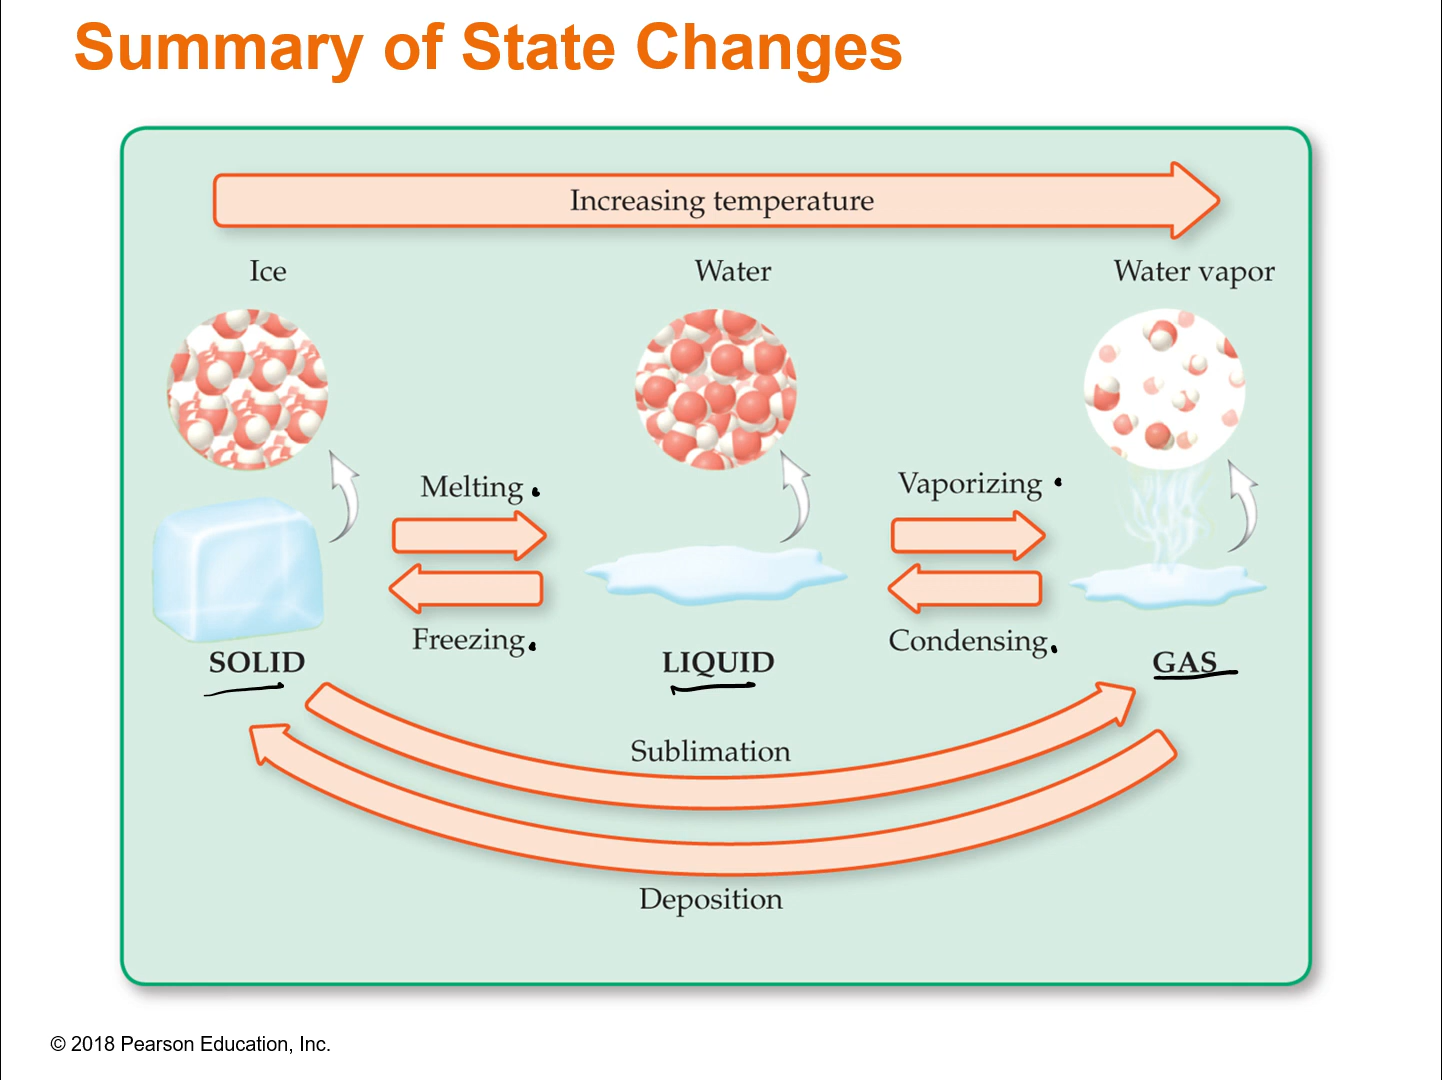 Summary of State Changes
Increasing temperature
Ice
Water
Water vapor
Melting
Vaporizing
Freezing
Condensing
SOLID
LIQUID
GAS
Sublimation
Deposition
© 2018 Pearson Education, Inc.